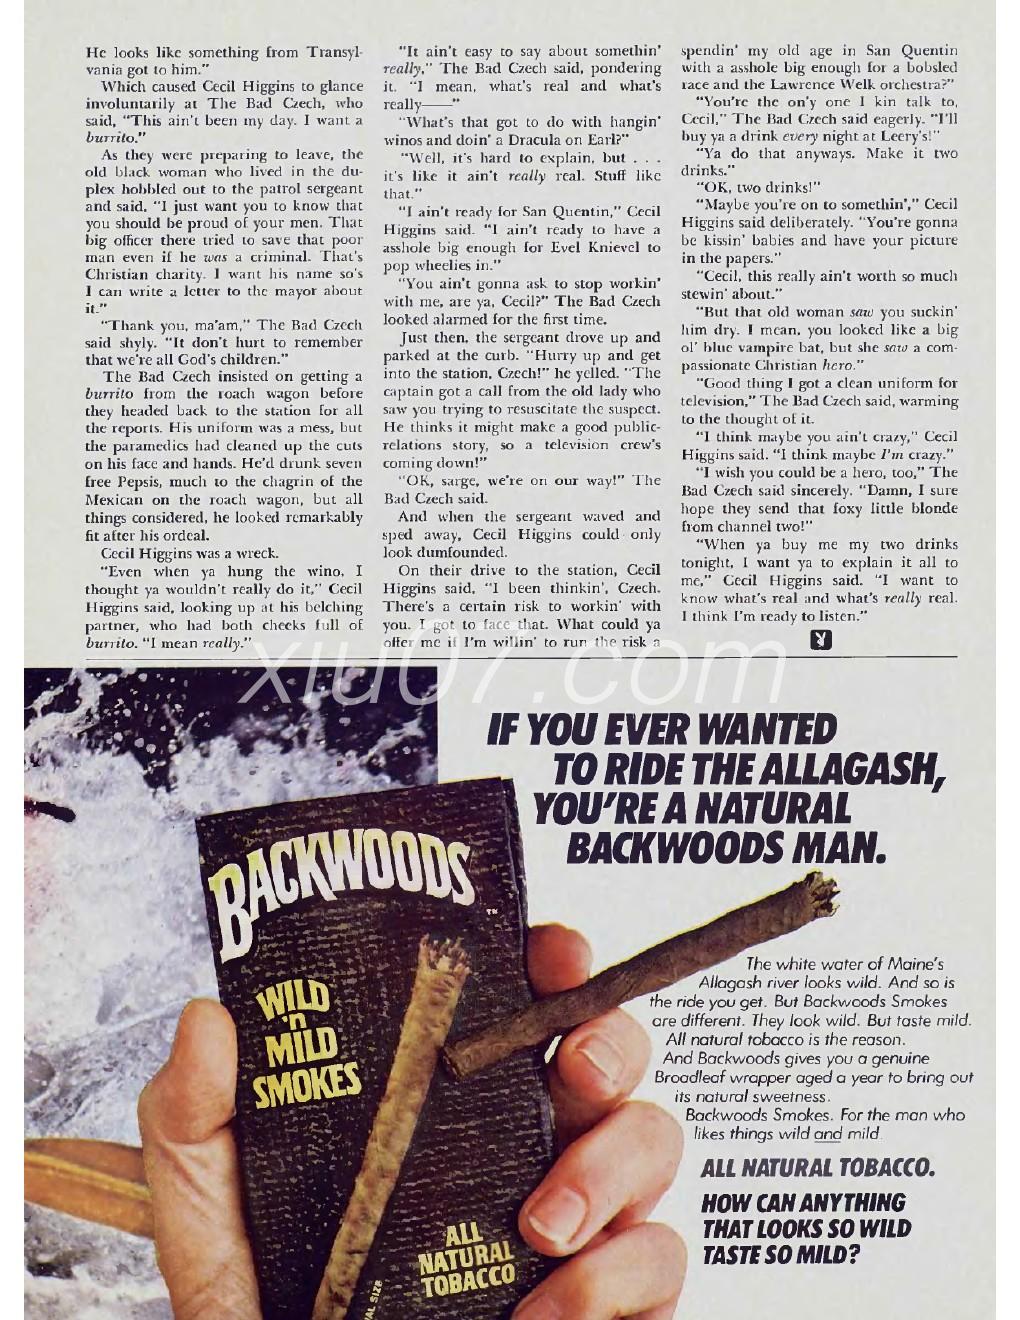 He looks like something from Transyl-
vania got to him."
Which caused Cecil Higgins to glance
involuntarily at The Bad Czech, who
said, "This ain't been my day. I want a
burrito."
As they were preparing to leave, the
old black woman who lived in the du-
plex hobbled out to the patrol sergeant
and said, "I just want you to know that
you should be proud of your men. That
big officer there tried to save that poor
man even if he was a criminal. That's
Christian charity. I want his name so's
I can write a letter to the mayor about
it."
"Thank you, ma'am," The Bad Czech
said shyly. "It don't hurt to remember
that we're all God's children."
The Bad Czech insisted on getting a
burrito from the roach wagon before
they headed back to the station for all
the reports. His uniform was a mess, but
the paramedics had cleaned up the cuts
on his face and hands. He'd drunk seven
free Pepsis, much to the chagrin of the
Mexican on the roach wagon, but all
things considered, he looked remarkably
fit after his ordeal.
Cecil Higgins was a wreck.
"Even when ya hung the wino, I
thought ya wouldn't really do it," Cecil
Higgins said, looking up at his belching
partner, who had both cheeks full of
burrito. "I mean really."
"It ain't easy to say about somethin'
really," The Bad Czech said, pondering
it. "I mean, what's real and what's
really——"
"What's that got to do with hangin'
winos and doin' a Dracula on Earl?"
"Well, it's hard to explain, but . . .
it's like it ain't really real. Stuff like
that."
"I ain't ready for San Quentin," Cecil
Higgins said. "I ain't ready to have a
asshole big enough for Evel Knievel to
pop wheelies in."
"You ain't gonna ask to stop workin'
with me, are ya, Cecil?" The Bad Czech
looked alarmed for the first time.
Just then, the sergeant drove up and
parked at the curb. "Hurry up and get
into the station, Czech!" he yelled. "The
captain got a call from the old lady who
saw you trying to resuscitate the suspect.
He thinks it might make a good public-
relations story, so a television crew's
coming down!"
"OK, sarge, we're on our way!" The
Bad Czech said.
And when the sergeant waved and
sped away, Cecil Higgins could only
look dumfounded.
On their drive to the station, Cecil
Higgins said, "I been thinkin', Czech.
There's a certain risk to workin' with
you. I got to face that. What could ya
offer me if I'm willin' to run the risk a
spendin' my old age in San Quentin
with a asshole big enough for a bobsled
race and the Lawrence Welk orchestra?"
"You're the on'y one I kin talk to,
Cecil," The Bad Czech said eagerly. "I'll
buy ya a drink every night at Leery's!"
"Ya do that anyways. Make it two
drinks."
"OK, two drinks!"
"Maybe you're on to somethin'," Cecil
Higgins said deliberately. "You're gonna
be kissin' babies and have your picture
in the papers."
"Cecil, this really ain't worth so much
stewin' about."
"But that old woman saw you suckin'
him dry. I mean, you looked like a big
ol' blue vampire bat, but she saw a com-
passionate Christian hero."
"Good thing I got a clean uniform for
television," The Bad Czech said, warming
to the thought of it.
"I think maybe you ain't crazy," Cecil
Higgins said. "I think maybe I'm crazy."
"I wish you could be a hero, too," The
Bad Czech said sincerely. "Damn, I sure
hope they send that foxy little blonde
from channel two!"
"When ya buy me my two drinks
tonight, I want ya to explain it all to
me," Cecil Higgins said. "I want to
know what's real and what's really real.
I think I'm ready to listen."
xiu07.com
IF YOU EVER WANTED
TO RIDE THE ALLAGASH,
YOU'RE A NATURAL
BACKWOODS MAN.
BACKWOODS™
WILD
'n
MILD
SMOKES
ALL
NATURAL
TOBACCO
AL SIZE
The white water of Maine's
Allagash river looks wild. And so is
the ride you get. But Backwoods Smokes
are different. They look wild. But taste mild.
All natural tobacco is the reason.
And Backwoods gives you a genuine
Broadleaf wrapper aged a year to bring out
its natural sweetness.
Backwoods Smokes. For the man who
likes things wild and mild.
ALL NATURAL TOBACCO.
HOW CAN ANYTHING
THAT LOOKS SO WILD
TASTE SO MILD?